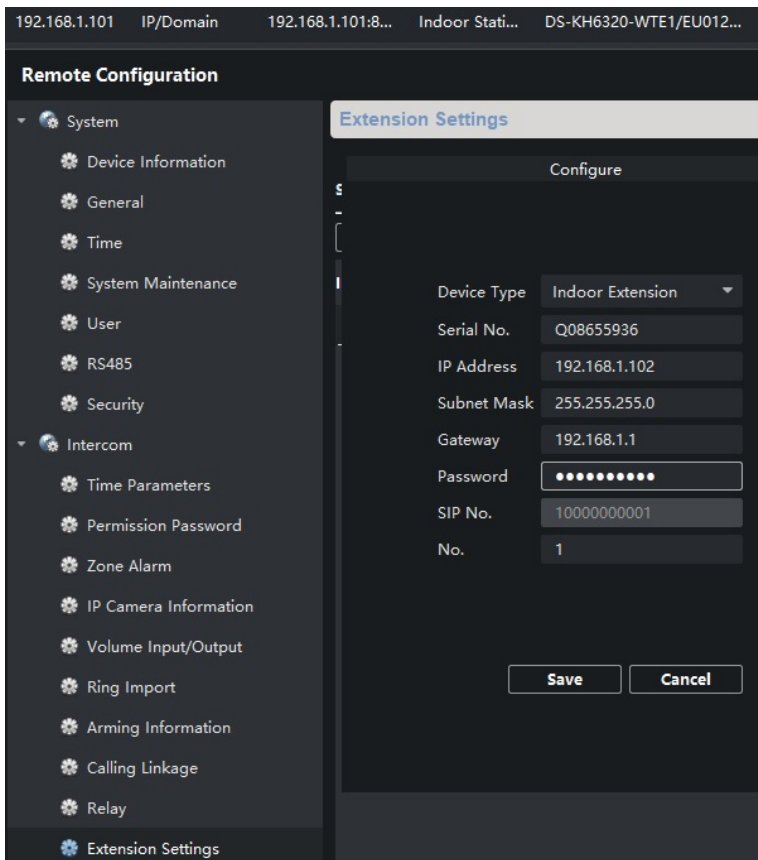 192.168.1.101 IP/Domain 192.168.1.101:8... Indoor Stati... DS-KH6320-WTE1/EU012...
Remote Configuration
System
Device Information
General
Time
System Maintenance
User
RS485
Security
Intercom
Time Parameters
Permission Password
Zone Alarm
IP Camera Information
Volume Input/Output
Ring Import
Arming Information
Calling Linkage
Relay
Extension Settings
Extension Settings
Configure
Device Type Indoor Extension
Serial No. Q08655936
IP Address 192.168.1.102
Subnet Mask 255.255.255.0
Gateway 192.168.1.1
Password ●●●●●●●●●●
SIP No. 10000000001
No. 1
Save Cancel